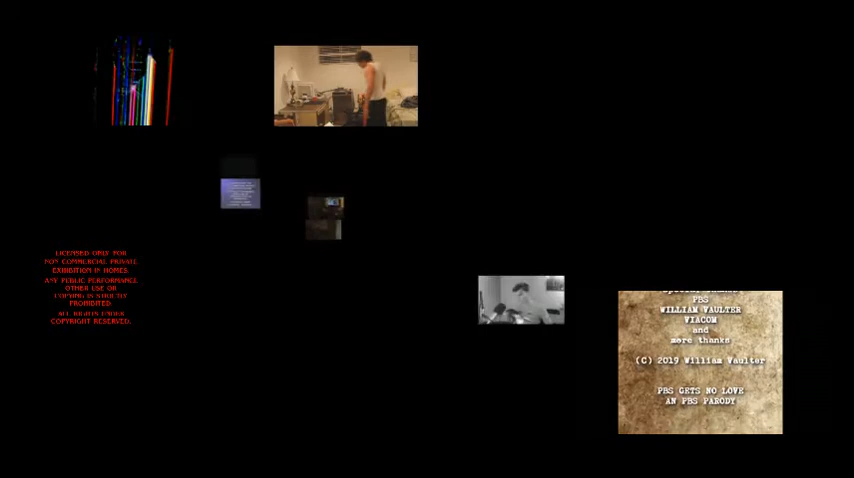 LICENSED ONLY FOR
NON COMMERCIAL PRIVATE
EXHIBITION IN HOMES.
ANY PUBLIC PERFORMANCE,
OTHER USE OR
COPYING IS STRICTLY
PROHIBITED.
ALL RIGHTS UNDER
COPYRIGHT RESERVED.
PBS
WILLIAM VAULTER
VIACOM
and
more thanks
(C) 2019 William Vaulter
PBS GETS NO LOVE
AN PBS PARODY